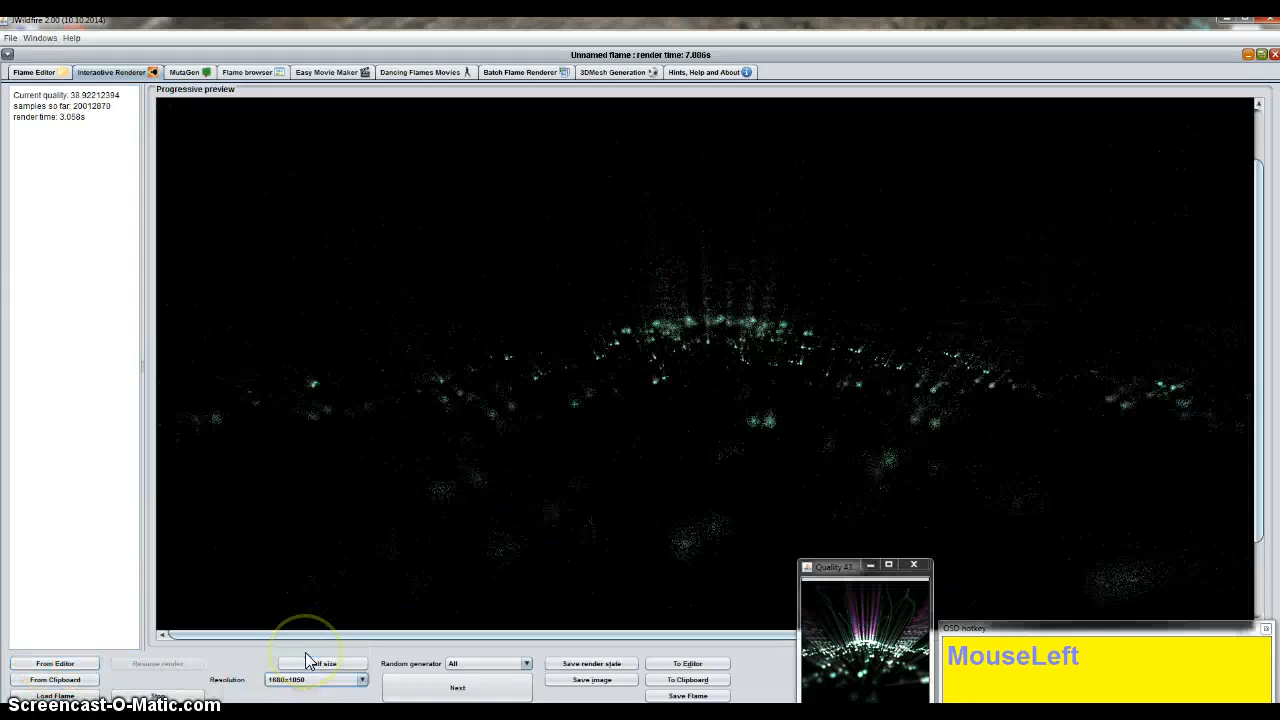 JWildfire 2.00 (10.10.2014)
File Windows Help
Unnamed flame : render time: 7.886s
Flame Editor Interactive Renderer MutaGen Flame browser Easy Movie Maker Dancing Flames Movies Batch Flame Renderer 3DMesh Generation Hints, Help and About
Current quality: 38.92212394
samples so far: 20012870
render time: 3.058s
Progressive preview
Quality 43
OSD hotkey
MouseLeft
From Editor Resume render size Random generator All Save render state To Editor
From Clipboard Resolution 1680x1050 Next Save image To Clipboard
Load Flame Stop Save Flame
Screencast-O-Matic.com